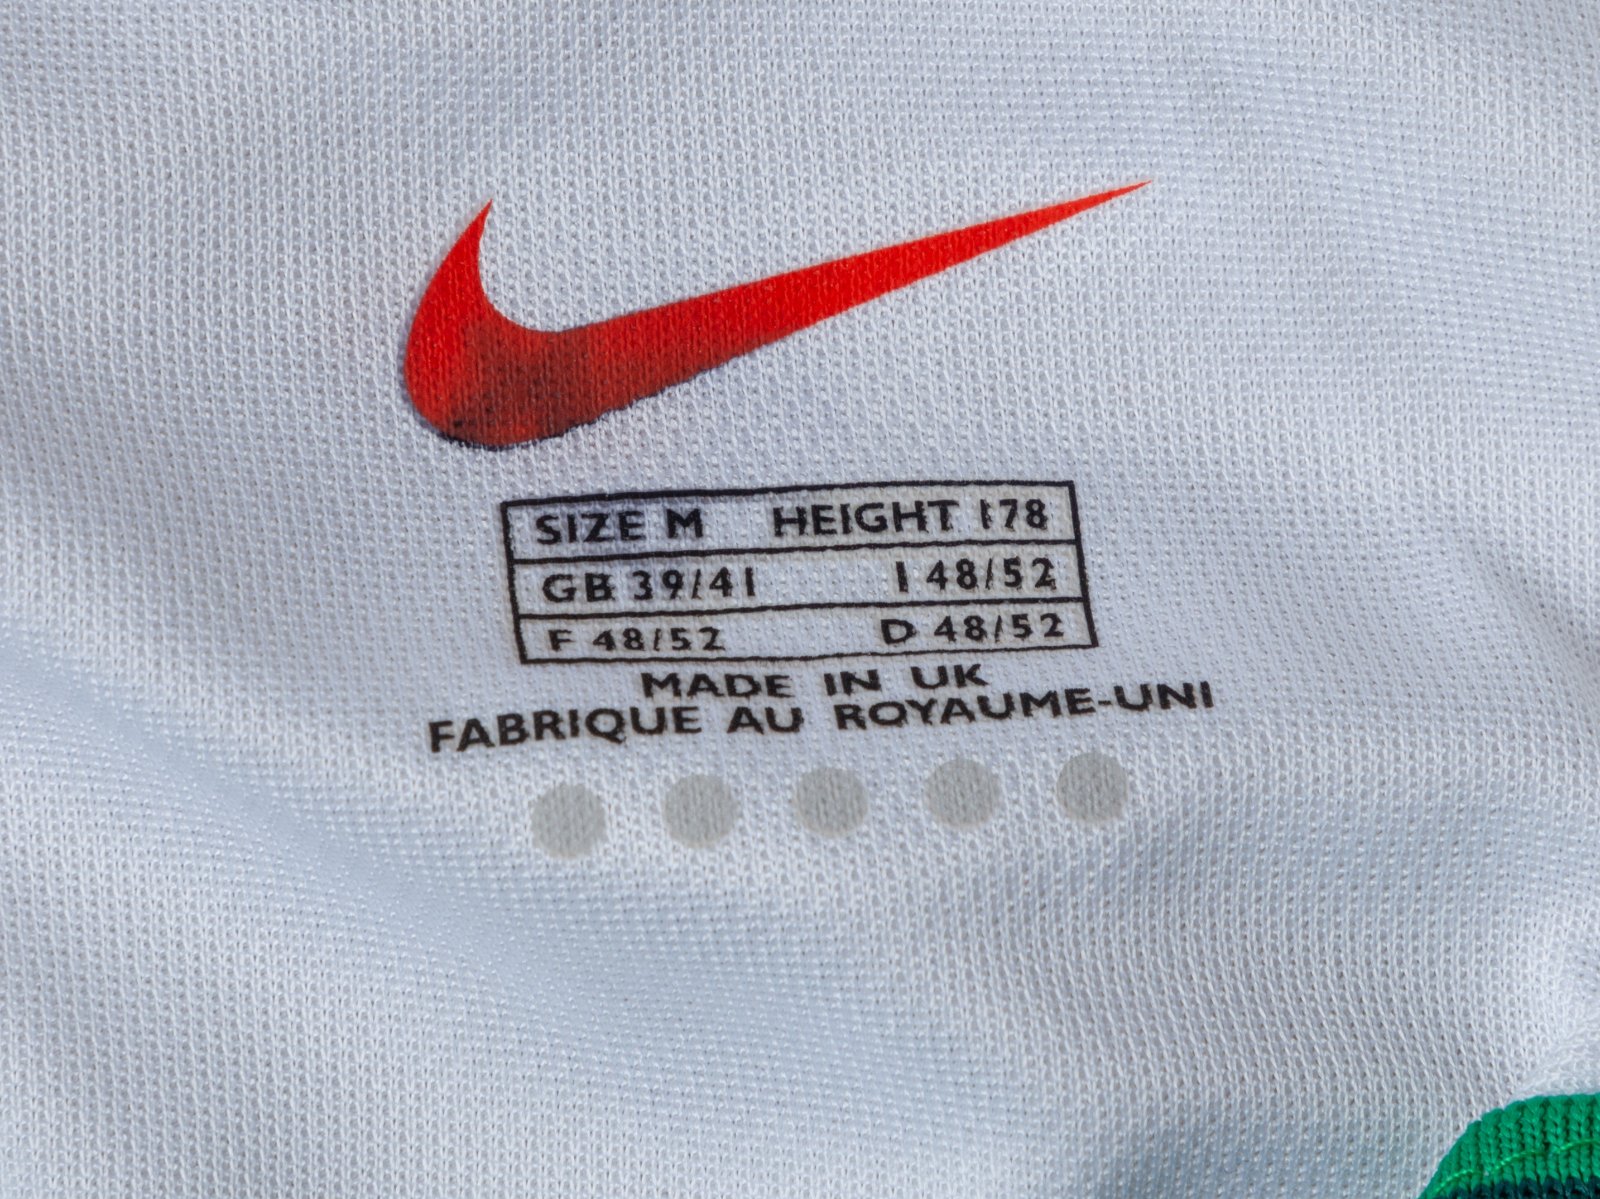 SIZE M HEIGHT 178
GB 39/41 I 48/52
F 48/52 D 48/52
MADE IN UK
FABRIQUE AU ROYAUME-UNI